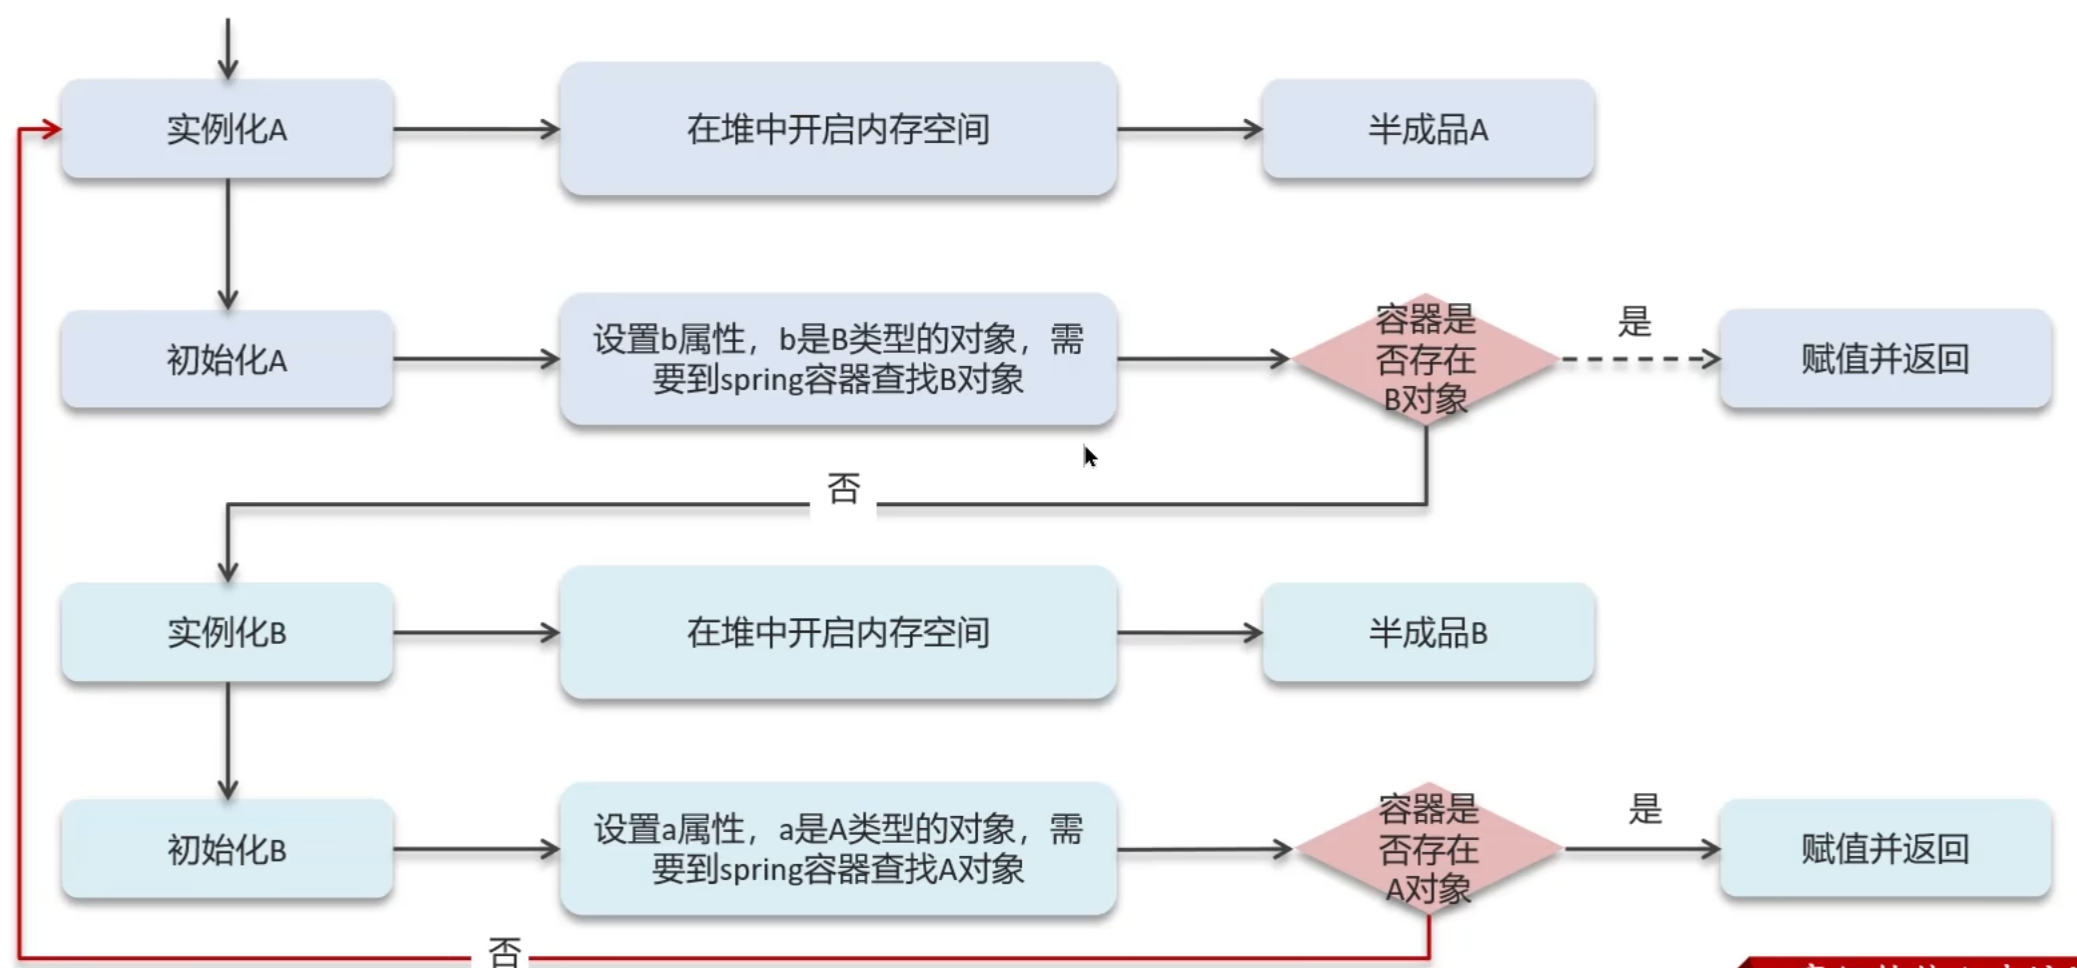 实例化A
在堆中开启内存空间
半成品A
初始化A
设置b属性，b是B类型的对象，需
要到spring容器查找B对象
容器是
否存在
B对象
是
赋值并返回
否
实例化B
在堆中开启内存空间
半成品B
初始化B
设置a属性，a是A类型的对象，需
要到spring容器查找A对象
容器是
否存在
A对象
是
赋值并返回
否